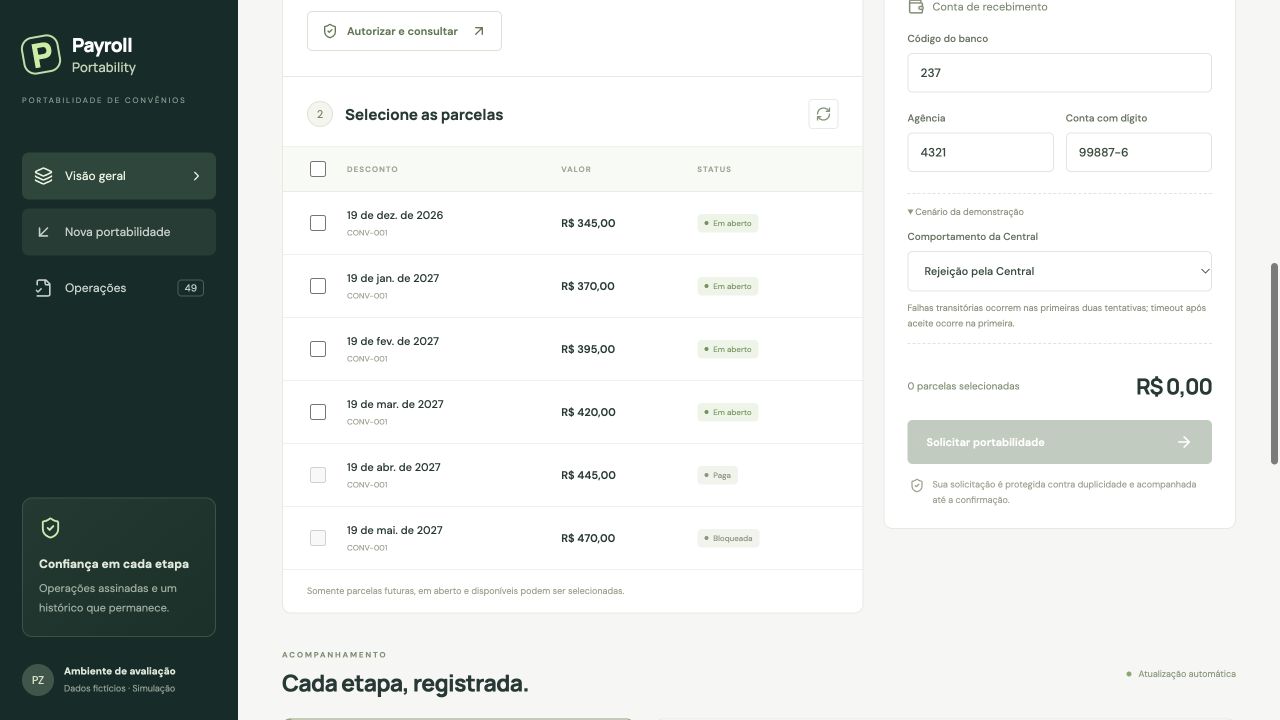 Payroll
Portability
PORTABILIDADE DE CONVÊNIOS
Visão geral
Nova portabilidade
Operações 49
Confiança em cada etapa
Operações assinadas e um
histórico que permanece.
PZ
Ambiente de avaliação
Dados fictícios · Simulação
Autorizar e consultar
2 Selecione as parcelas
DESCONTO VALOR STATUS
19 de dez. de 2026 R$ 345,00 Em aberto
CONV-001
19 de jan. de 2027 R$ 370,00 Em aberto
CONV-001
19 de fev. de 2027 R$ 395,00 Em aberto
CONV-001
19 de mar. de 2027 R$ 420,00 Em aberto
CONV-001
19 de abr. de 2027 R$ 445,00 Paga
CONV-001
19 de mai. de 2027 R$ 470,00 Bloqueada
CONV-001
Somente parcelas futuras, em aberto e disponíveis podem ser selecionadas.
Conta de recebimento
Código do banco
237
Agência Conta com dígito
4321 99887-6
▾ Cenário da demonstração
Comportamento da Central
Rejeição pela Central
Falhas transitórias ocorrem nas primeiras duas tentativas; timeout após
aceite ocorre na primeira.
0 parcelas selecionadas R$ 0,00
Solicitar portabilidade
Sua solicitação é protegida contra duplicidade e acompanhada
até a confirmação.
ACOMPANHAMENTO
Cada etapa, registrada.
Atualização automática